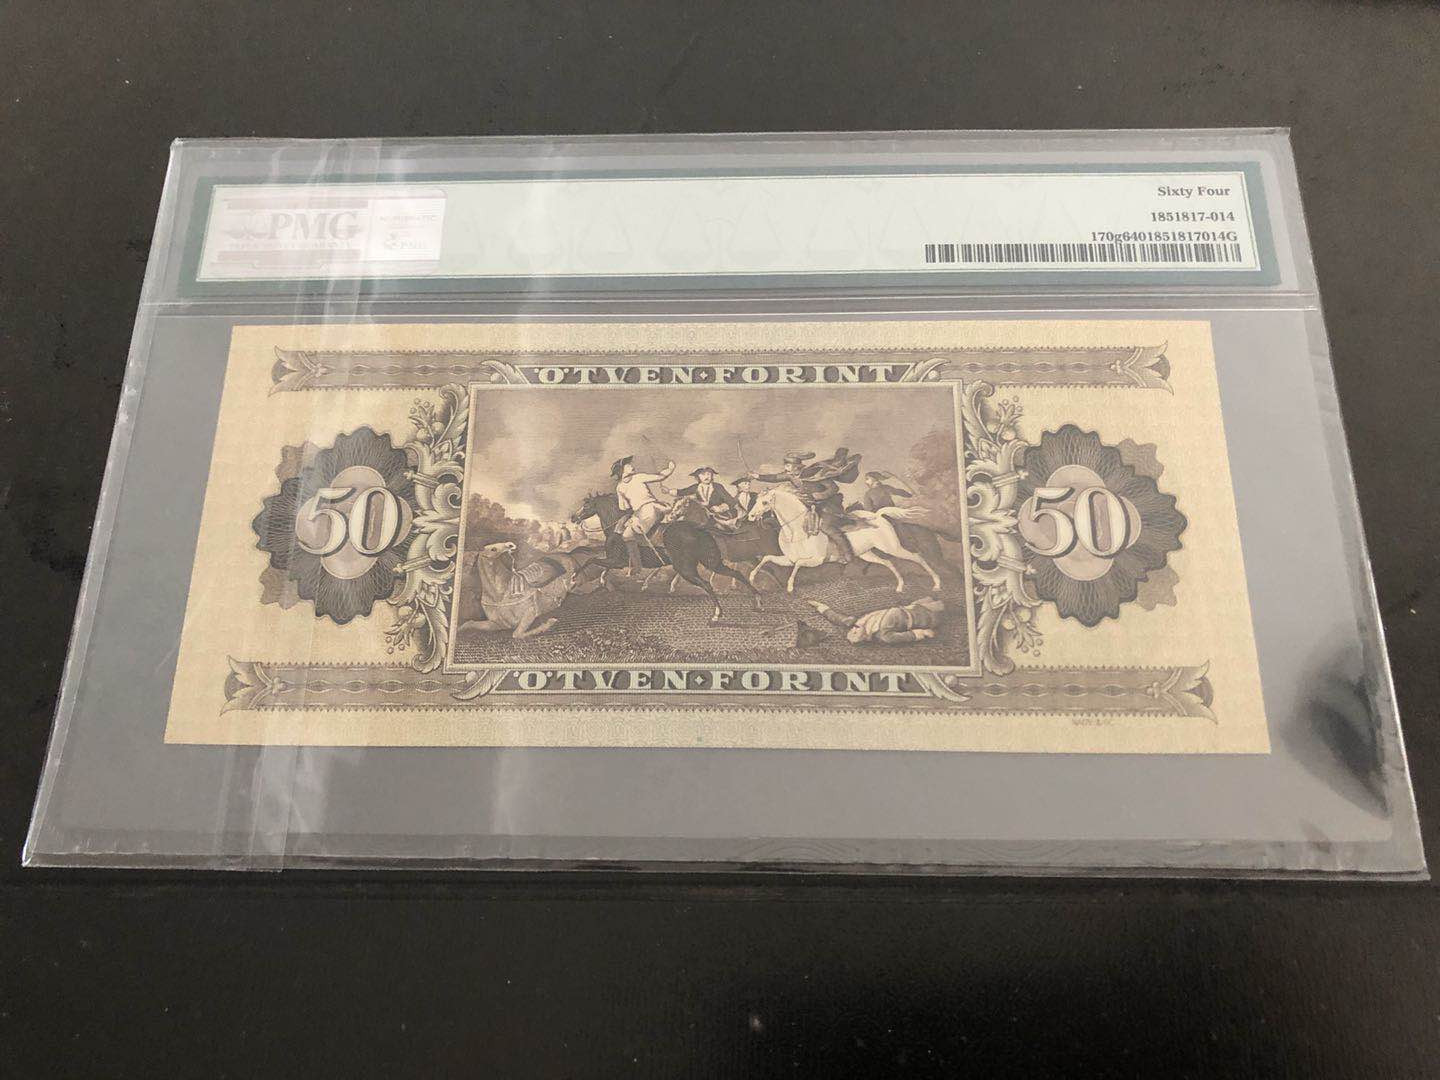 PMG
Sixty Four
1851817-014
170g6401851817014G
ÖTVEN FORINT
50
50
ÖTVEN FORINT